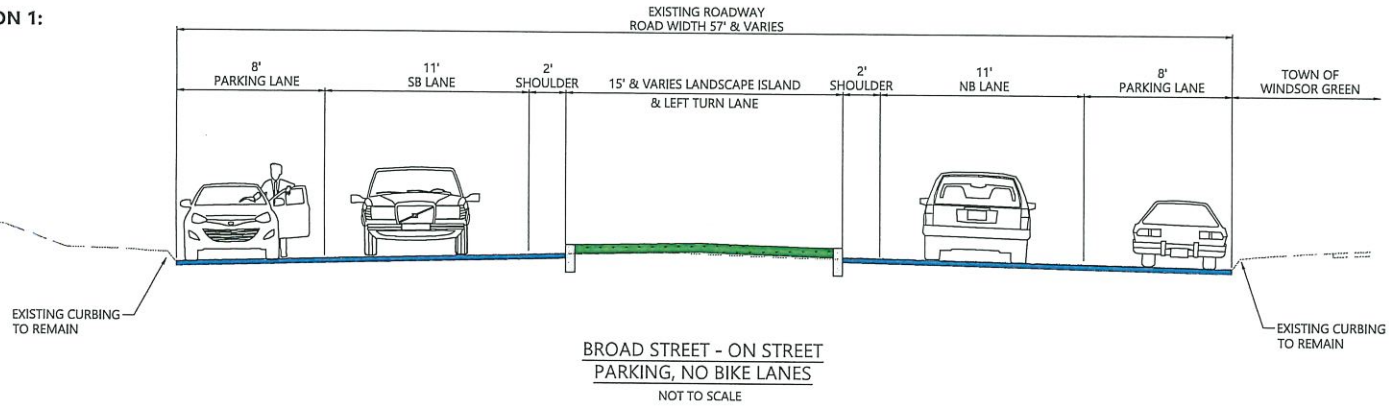 ON 1:
EXISTING ROADWAY
ROAD WIDTH 57' & VARIES
8'
PARKING LANE
11'
SB LANE
2'
SHOULDER
15' & VARIES LANDSCAPE ISLAND
& LEFT TURN LANE
2'
SHOULDER
11'
NB LANE
8'
PARKING LANE
TOWN OF
WINDSOR GREEN
EXISTING CURBING
TO REMAIN
EXISTING CURBING
TO REMAIN
BROAD STREET - ON STREET
PARKING, NO BIKE LANES
NOT TO SCALE